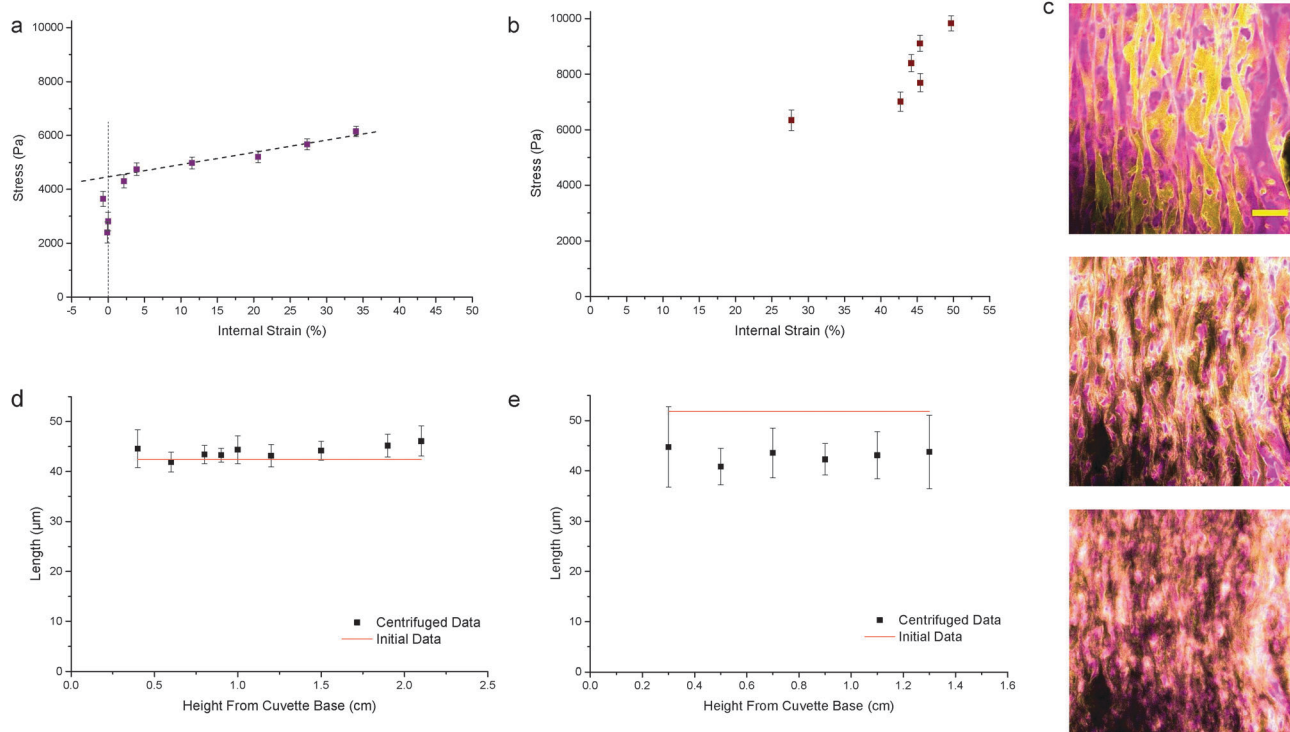 a
10000
8000
6000
4000
2000
0
Stress (Pa)
-5 0 5 10 15 20 25 30 35 40 45 50
Internal Strain (%)
b
10000
8000
6000
4000
2000
0
Stress (Pa)
0 5 10 15 20 25 30 35 40 45 50 55
Internal Strain (%)
c
d
50
40
30
20
10
0
Length (µm)
Centrifuged Data
Initial Data
0.0 0.5 1.0 1.5 2.0 2.5
Height From Cuvette Base (cm)
e
50
40
30
20
10
0
Length (µm)
Centrifuged Data
Initial Data
0.0 0.2 0.4 0.6 0.8 1.0 1.2 1.4 1.6
Height From Cuvette Base (cm)